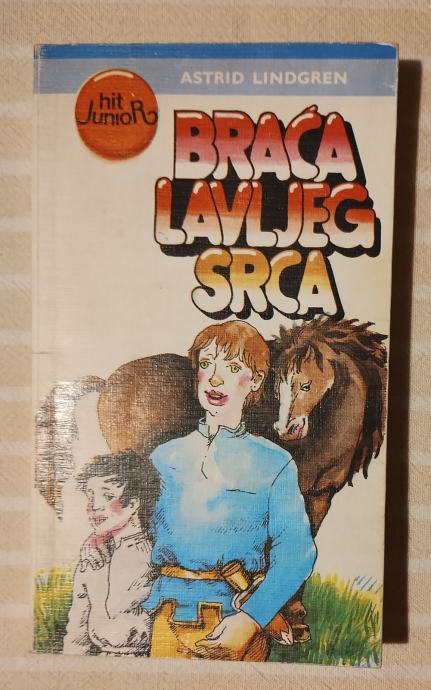 ASTRID LINDGREN
hit
JunioR
BRAĆA
LAVLJEG
SRCA